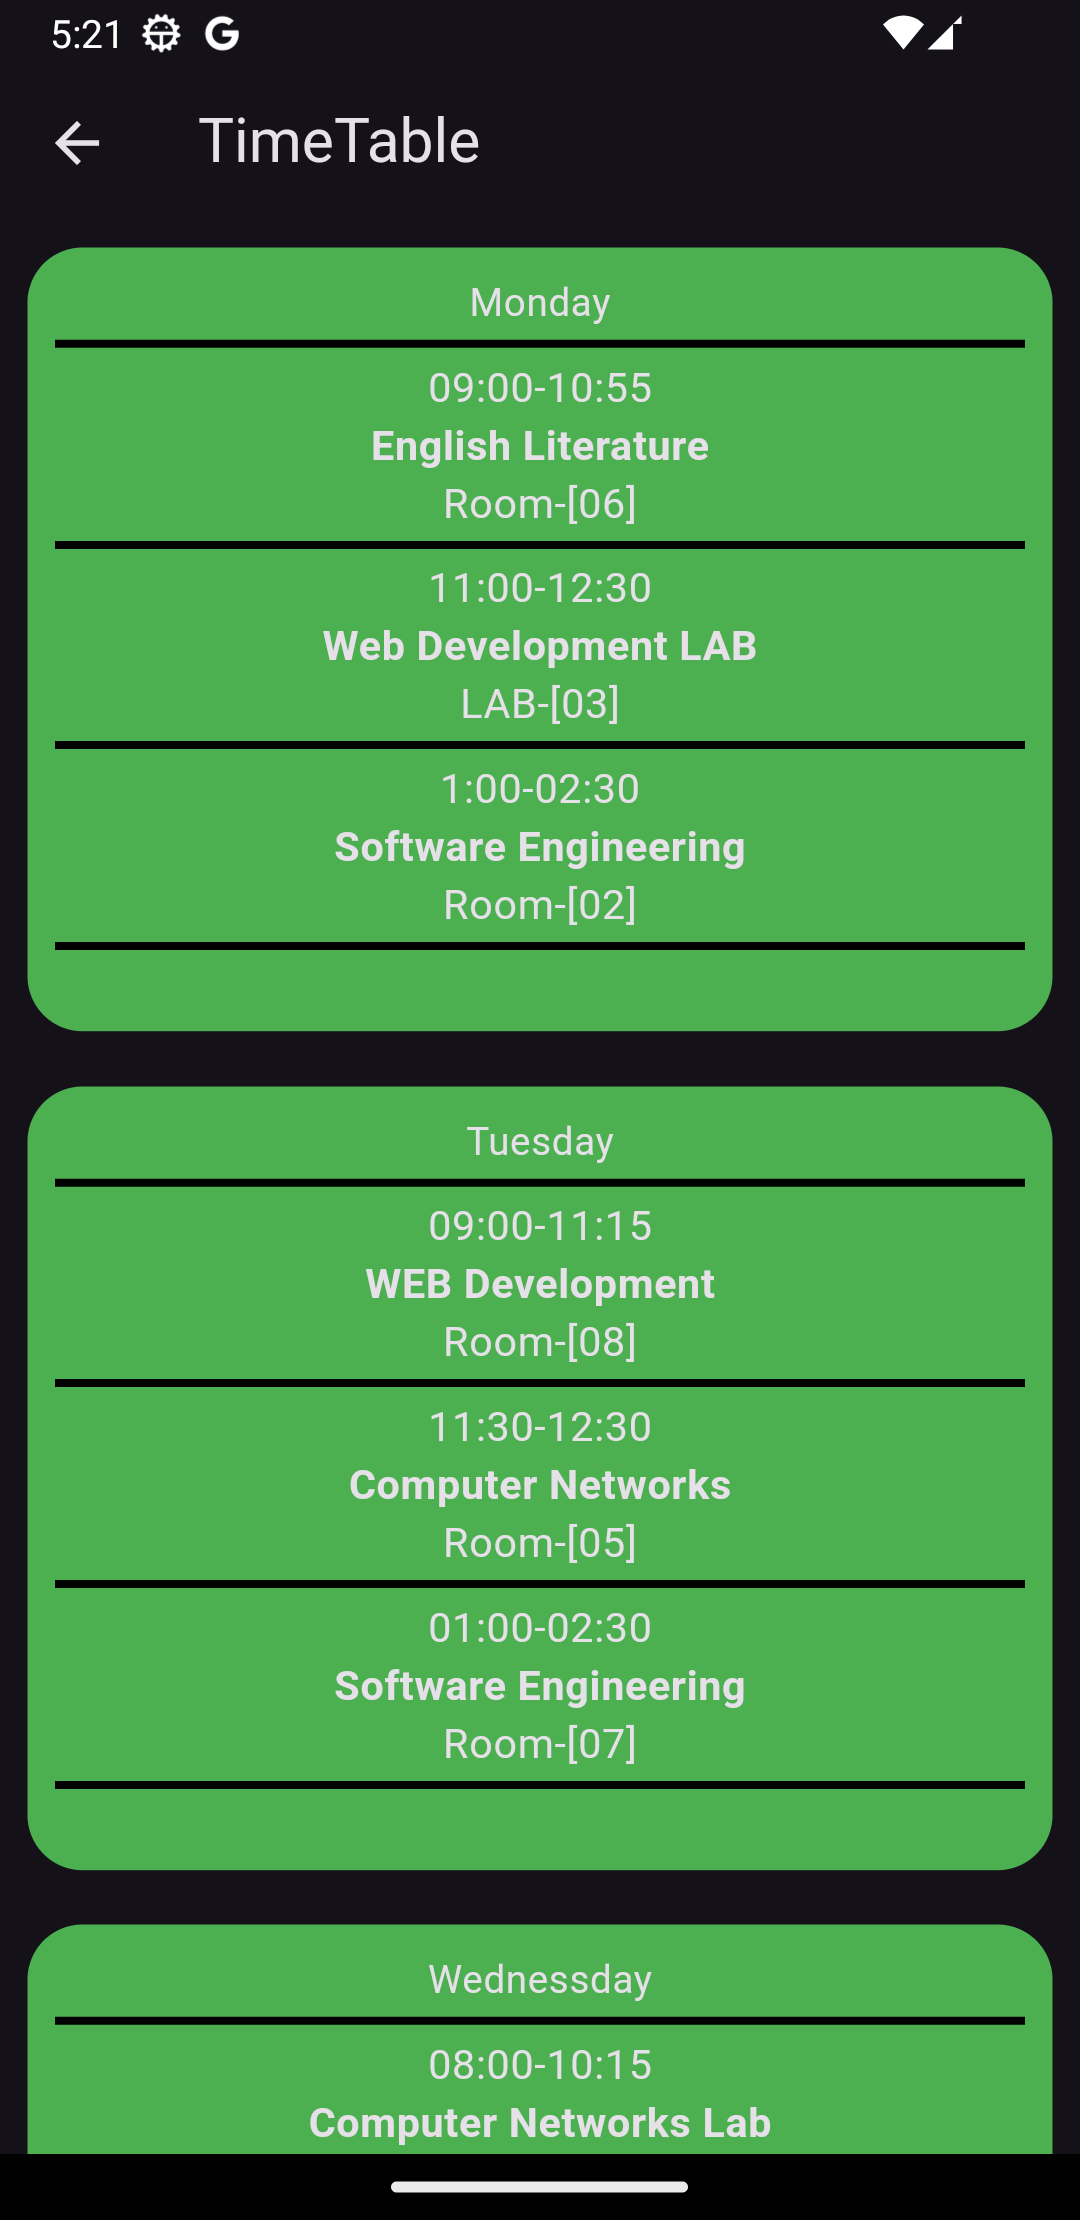 5:21
TimeTable
Monday
09:00-10:55
English Literature
Room-[06]
11:00-12:30
Web Development LAB
LAB-[03]
1:00-02:30
Software Engineering
Room-[02]
Tuesday
09:00-11:15
WEB Development
Room-[08]
11:30-12:30
Computer Networks
Room-[05]
01:00-02:30
Software Engineering
Room-[07]
Wednessday
08:00-10:15
Computer Networks Lab